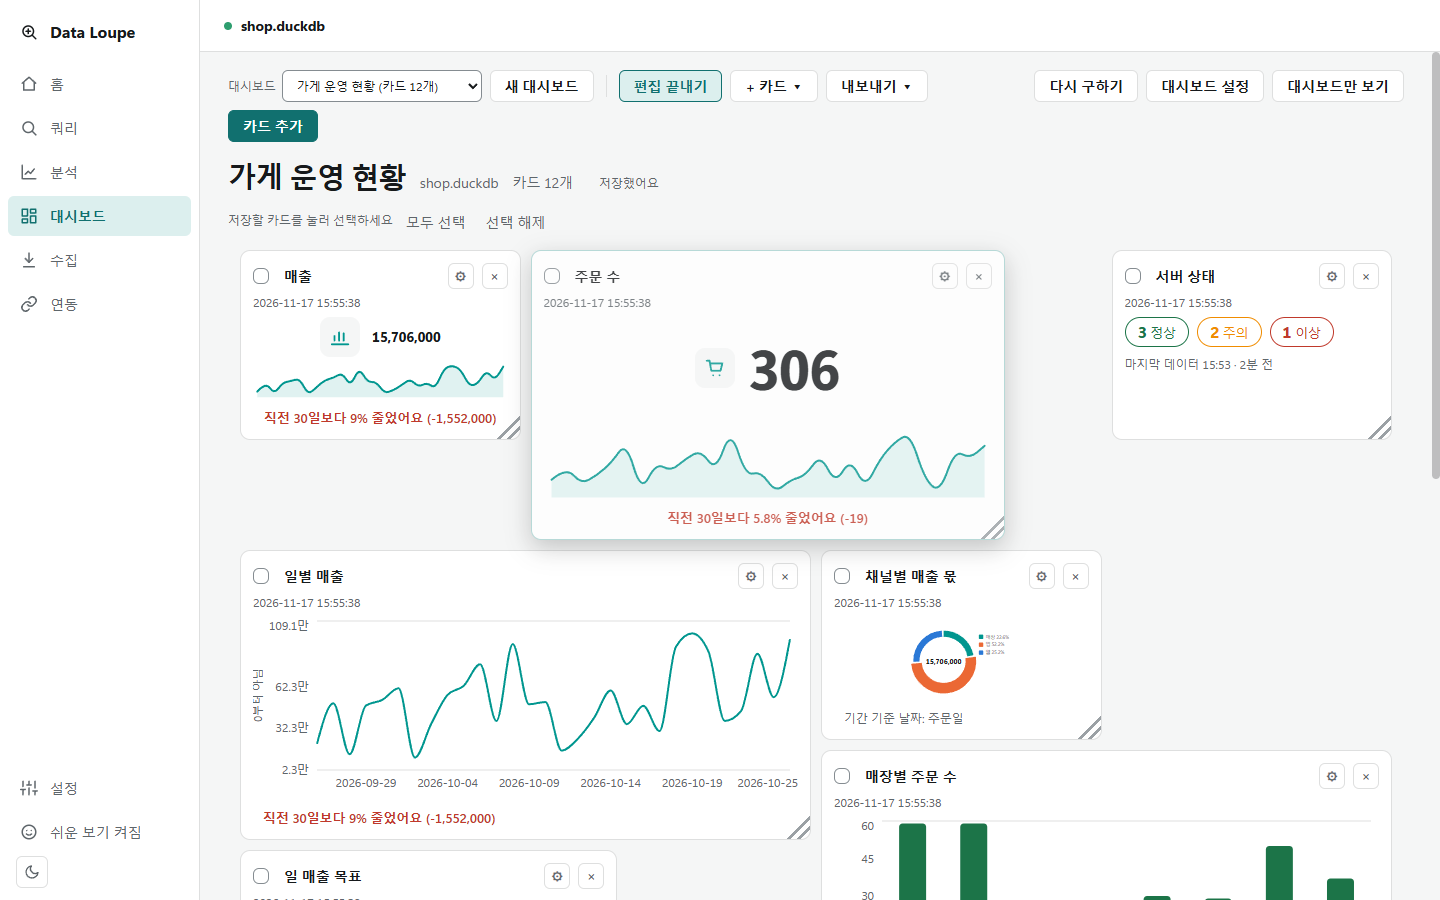 Data Loupe
홈
쿼리
분석
대시보드
수집
연동
설정
쉬운 보기 켜짐
shop.duckdb
대시보드 가게 운영 현황 (카드 12개) 새 대시보드 편집 끝내기 + 카드 ▾ 내보내기 ▾ 다시 구하기 대시보드 설정 대시보드만 보기
카드 추가
가게 운영 현황 shop.duckdb 카드 12개 저장했어요
저장할 카드를 눌러 선택하세요 모두 선택 선택 해제
매출
2026-11-17 15:55:38
15,706,000
직전 30일보다 9% 줄었어요 (-1,552,000)
주문 수
2026-11-17 15:55:38
306
직전 30일보다 5.8% 줄었어요 (-19)
서버 상태
2026-11-17 15:55:38
3 정상 2 주의 1 이상
마지막 데이터 15:53 · 2분 전
일별 매출
2026-11-17 15:55:38
109.1만
62.3만
32.3만
2.3만
0부터 아님
2026-09-29 2026-10-04 2026-10-09 2026-10-14 2026-10-19 2026-10-25
직전 30일보다 9% 줄었어요 (-1,552,000)
채널별 매출 몫
2026-11-17 15:55:38
15,706,000
기간 기준 날짜: 주문일
매장별 주문 수
2026-11-17 15:55:38
60
45
30
일 매출 목표